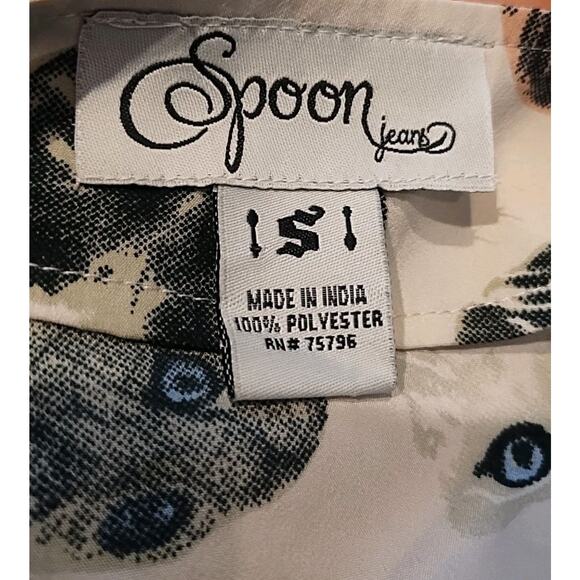 Spoon
jeans
S
MADE IN INDIA
100% POLYESTER
RN# 75796